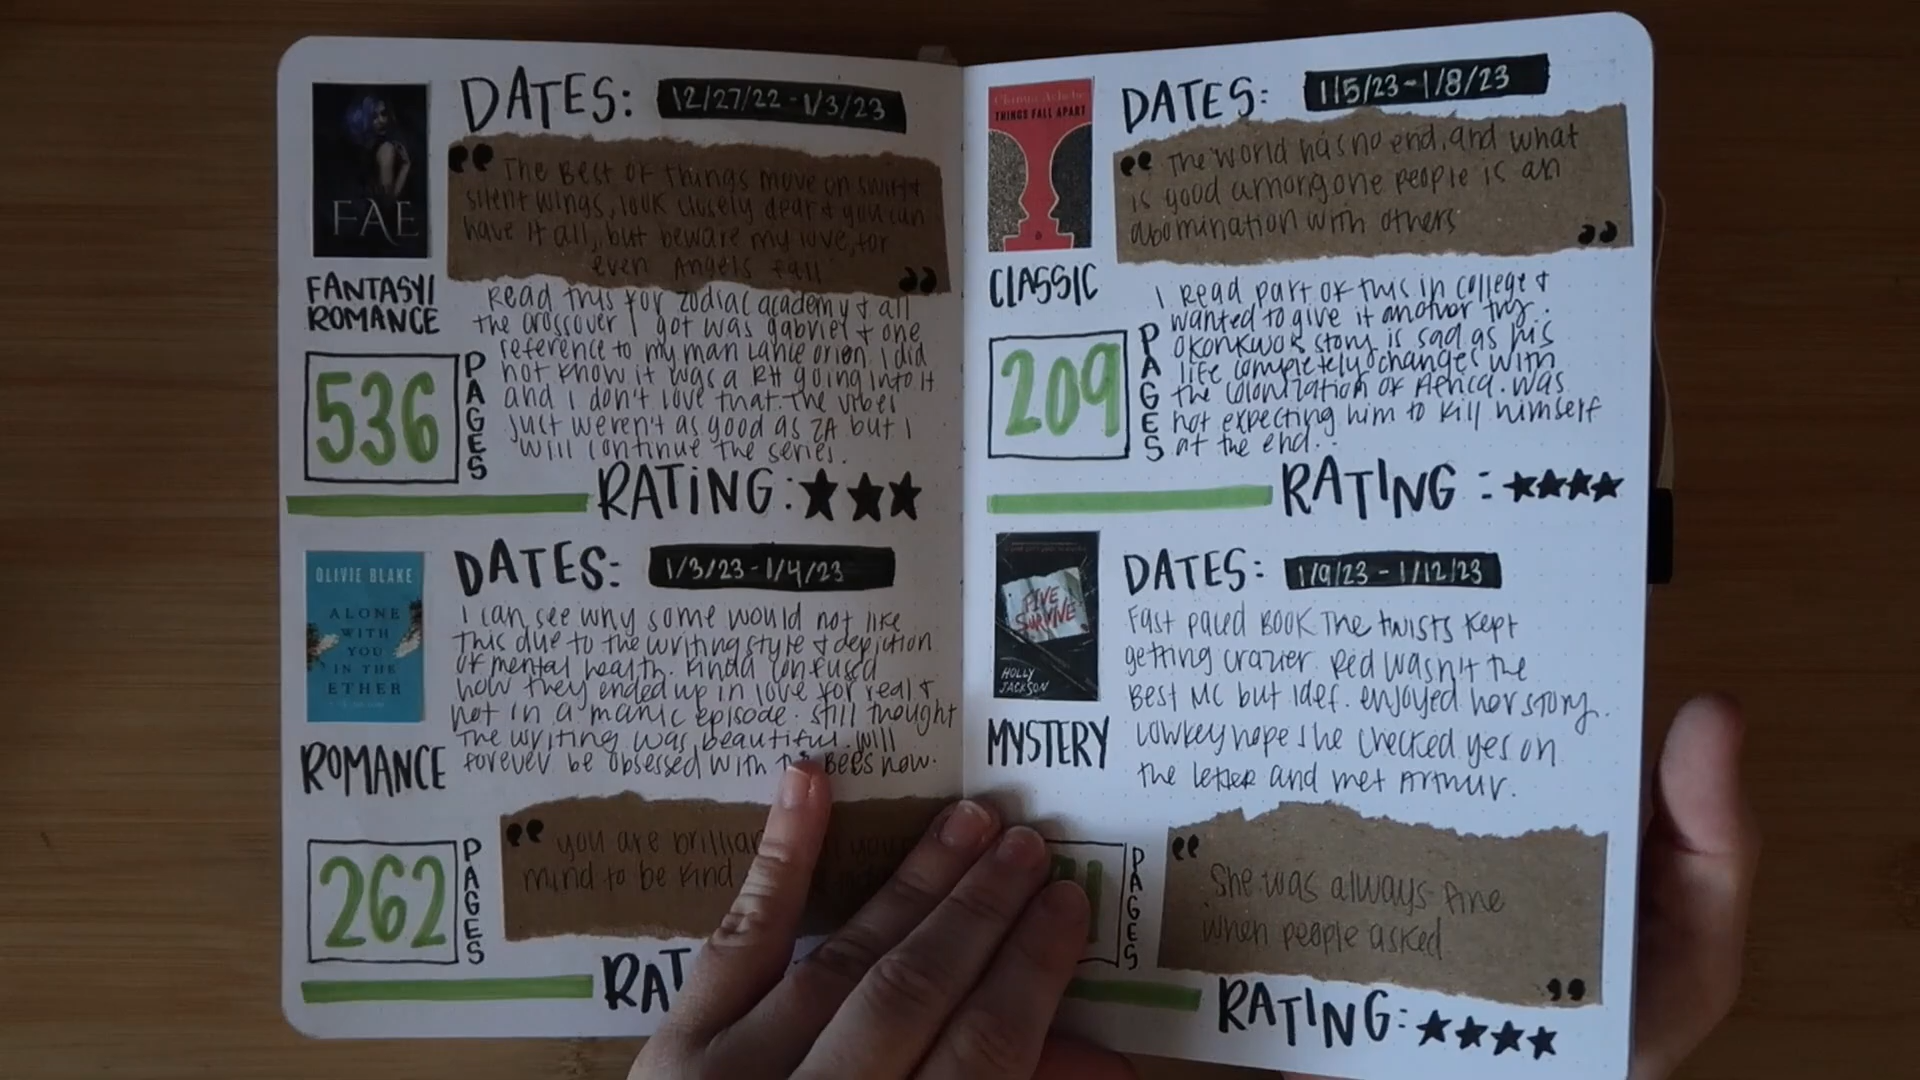 FAE
DATES: 12/27/22 - 1/3/23
"The Best of things move on swift &
silent wings, look closely dear & you can
have it all, but beware my love, for
even Angels fall"
FANTASY/
ROMANCE
Read this for zodiac academy & all
the crossover I got was gabriel & one
reference to my man Lance orion. I did
not know it was a RH going into it
and I don't love that. The vibes
just weren't as good as ZA but I
will continue the series.
536
PAGES
RATING: ★★★
OLIVIE BLAKE
ALONE
WITH
YOU
IN THE
ETHER
DATES: 1/3/23 - 1/4/23
I can see why some would not like
this due to the writing style & depiction
of mental health. Kinda confused
how they ended up in love for real &
not in a manic episode. Still thought
the writing was beautiful. Will
forever be obsessed with Bees now.
ROMANCE
262
PAGES
"you are
mind to be kind
RAT
Chinua Achebe
THINGS FALL APART
DATES: 1/5/23 - 1/8/23
"The world has no end, and what
is good among one people is an
abomination with others"
CLASSIC
I Read part of this in college &
wanted to give it another try.
Okonkwo's story is sad as his
life completely changes with
the colonization of Africa. Was
not expecting him to kill himself
at the end...
209
PAGES
RATING: ★★★★
FIVE
SURVIVE
HOLLY
JACKSON
DATES: 1/9/23 - 1/12/23
Fast paced Book The twists kept
getting crazier. Red wasn't the
Best MC but I def. enjoyed her story.
Lowkey hope she checked yes on
the letter and met Arthur.
MYSTERY
PAGES
"She was always fine
when people asked"
RATING: ★★★★